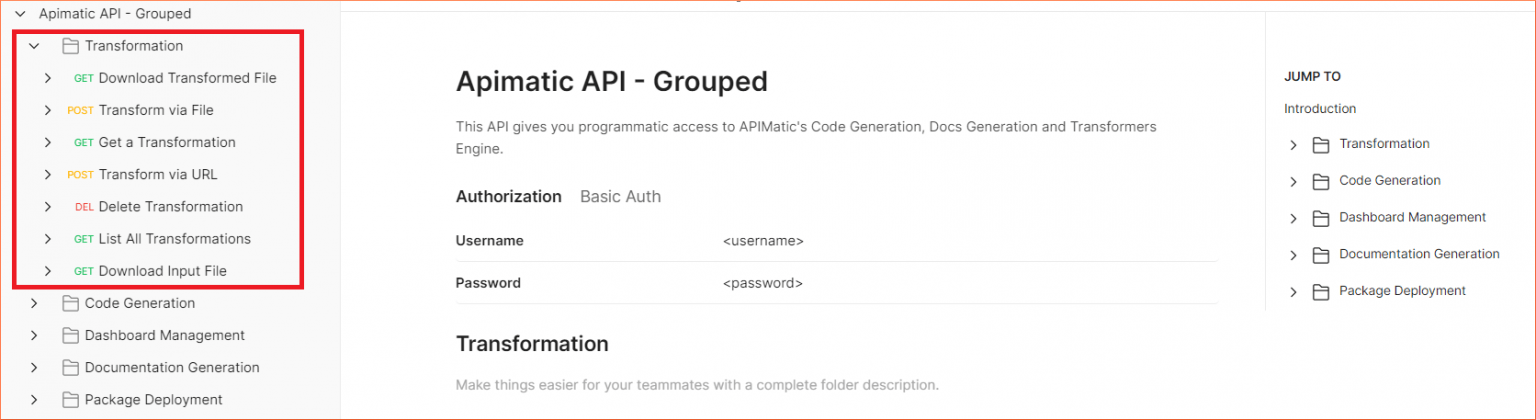 Apimatic API - Grouped
Transformation
GET Download Transformed File
POST Transform via File
GET Get a Transformation
POST Transform via URL
DEL Delete Transformation
GET List All Transformations
GET Download Input File
Code Generation
Dashboard Management
Documentation Generation
Package Deployment
Apimatic API - Grouped
This API gives you programmatic access to APIMatic's Code Generation, Docs Generation and Transformers
Engine.
Authorization Basic Auth
Username <username>
Password <password>
Transformation
Make things easier for your teammates with a complete folder description.
JUMP TO
Introduction
Transformation
Code Generation
Dashboard Management
Documentation Generation
Package Deployment